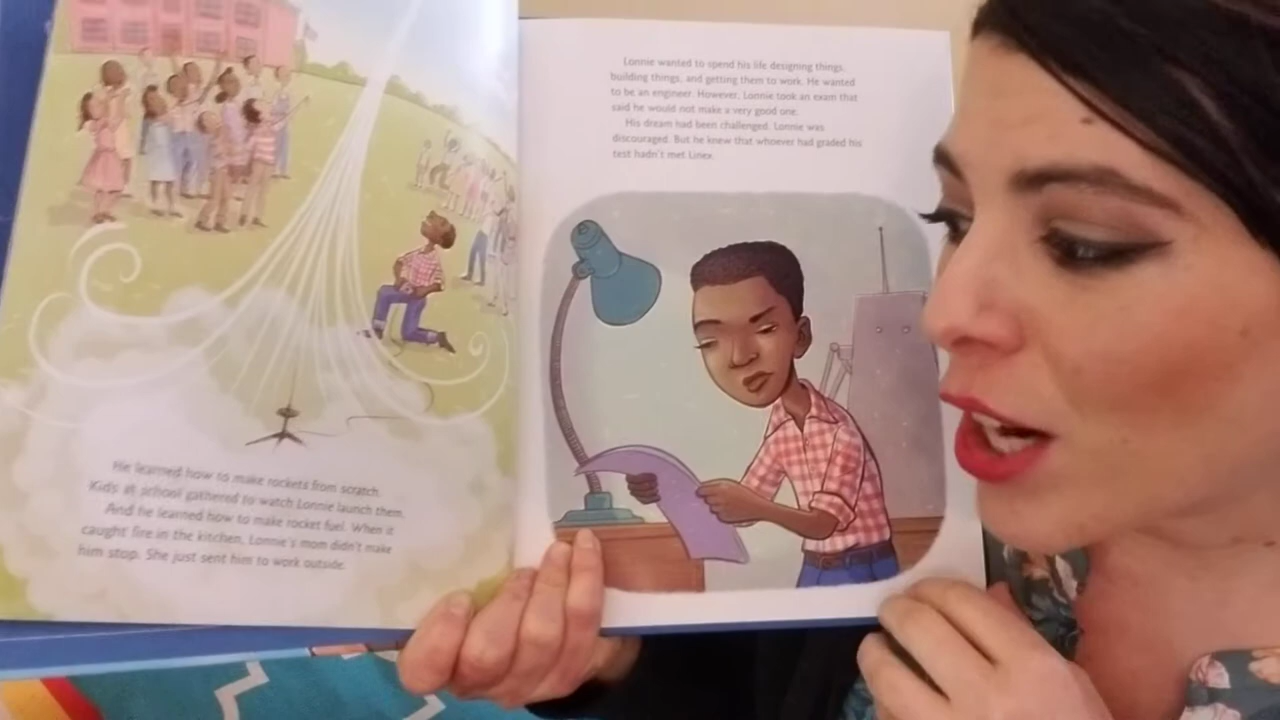 He learned how to make rockets from scratch.
Kids at school gathered to watch Lonnie launch them.
And he learned how to make rocket fuel. When it
caught fire in the kitchen, Lonnie's mom didn't make
him stop. She just sent him to work outside.
Lonnie wanted to spend his life designing things,
building things, and getting them to work. He wanted
to be an engineer. However, Lonnie took an exam that
said he would not make a very good one.
His dream had been challenged. Lonnie was
discouraged. But he knew that whoever had graded his
test hadn't met Linex.